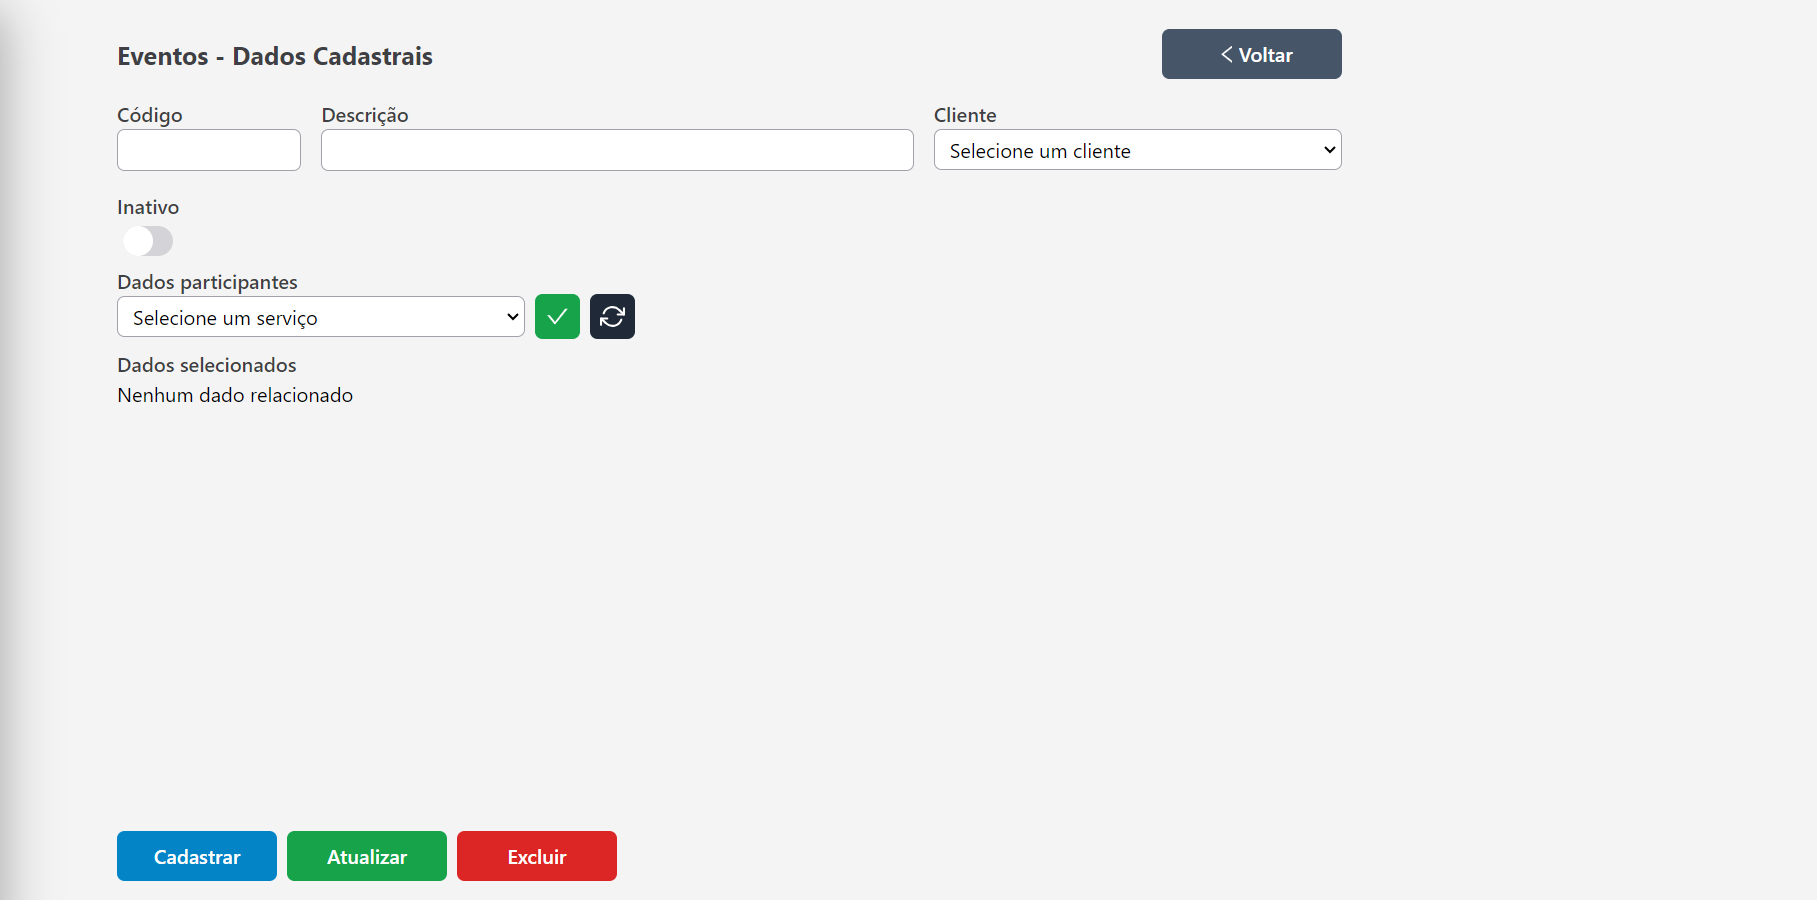 Eventos - Dados Cadastrais
Voltar
Código
Descrição
Cliente
Selecione um cliente
Inativo
Dados participantes
Selecione um serviço
Dados selecionados
Nenhum dado relacionado
Cadastrar
Atualizar
Excluir